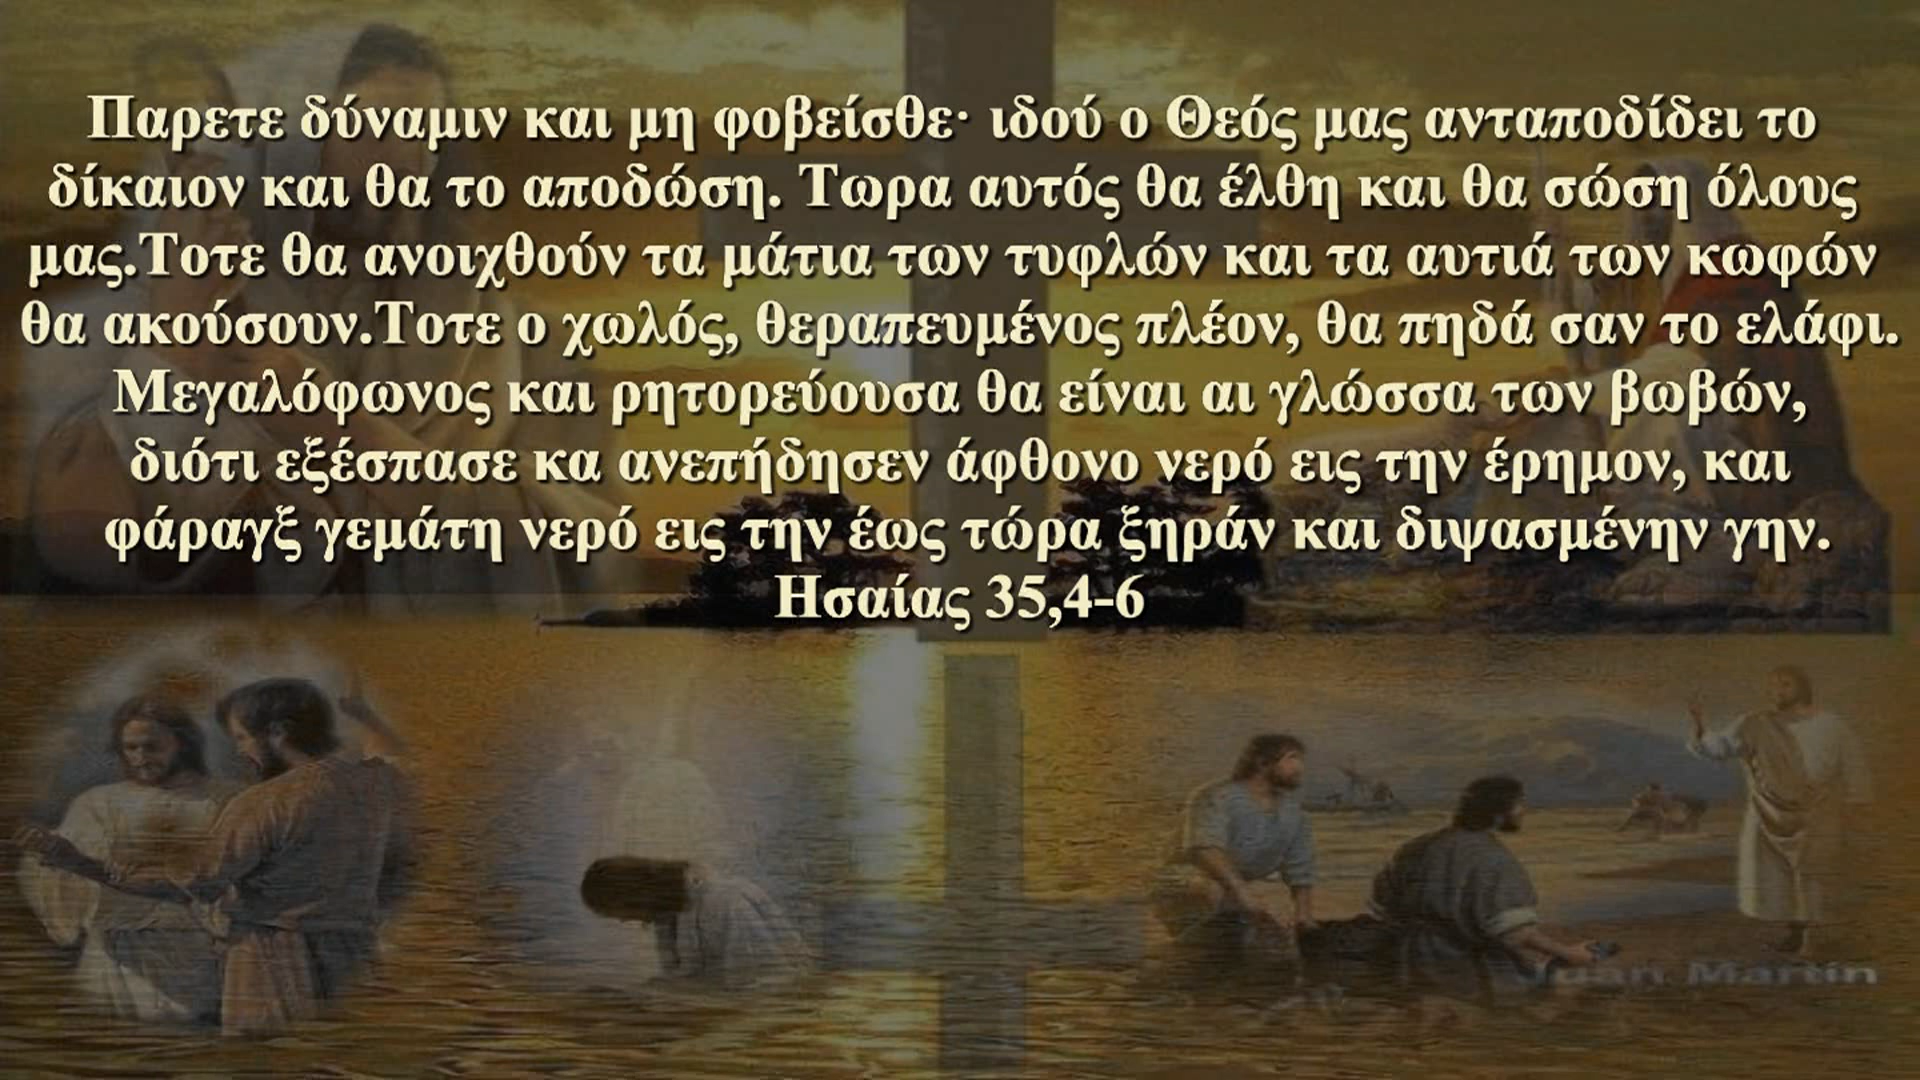 Παρετε δύναμιν και μη φοβείσθε· ιδού ο Θεός μας ανταποδίδει το
δίκαιον και θα το αποδώση. Τωρα αυτός θα έλθη και θα σώση όλους
μας.Τοτε θα ανοιχθούν τα μάτια των τυφλών και τα αυτιά των κωφών
θα ακούσουν.Τοτε ο χωλός, θεραπευμένος πλέον, θα πηδά σαν το ελάφι.
Μεγαλόφωνος και ρητορεύουσα θα είναι αι γλώσσα των βωβών,
διότι εξέσπασε κα ανεπήδησεν άφθονο νερό εις την έρημον, και
φάραγξ γεμάτη νερό εις την έως τώρα ξηράν και διψασμένην γην.
Ησαίας 35,4-6
Juan Martín